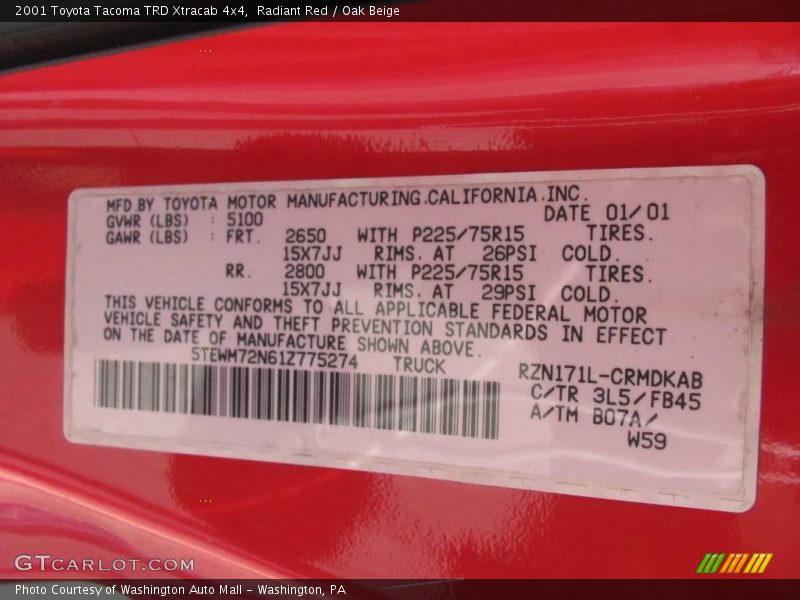 2001 Toyota Tacoma TRD Xtracab 4x4,  Radiant Red / Oak Beige
MFD.BY TOYOTA MOTOR MANUFACTURING.CALIFORNIA.INC.
GVWR (LBS) : 5100 DATE 01/01
GAWR (LBS) : FRT. 2650 WITH P225/75R15 TIRES.
15X7JJ RIMS. AT 26PSI COLD.
RR. 2800 WITH P225/75R15 TIRES.
15X7JJ RIMS. AT 29PSI COLD.
THIS VEHICLE CONFORMS TO ALL APPLICABLE FEDERAL MOTOR
VEHICLE SAFETY AND THEFT PREVENTION STANDARDS IN EFFECT
ON THE DATE OF MANUFACTURE SHOWN ABOVE.
5TEWM72N61Z775274 TRUCK
RZN171L-CRMDKAB
C/TR 3L5/FB45
A/TM B07A/
W59
GTCARLOT.COM
Photo Courtesy of Washington Auto Mall - Washington, PA